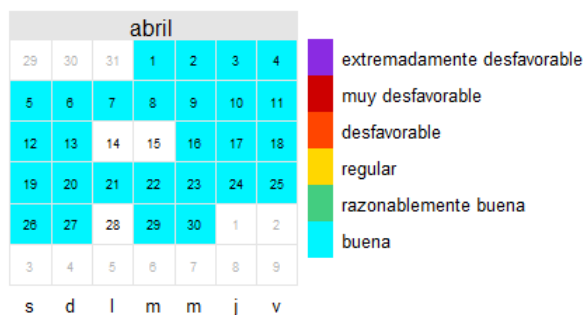 abril
29 30 31 1 2 3 4
5 6 7 8 9 10 11
12 13 14 15 16 17 18
19 20 21 22 23 24 25
26 27 28 29 30 1 2
3 4 5 6 7 8 9
s d l m m j v
extremadamente desfavorable
muy desfavorable
desfavorable
regular
razonablemente buena
buena